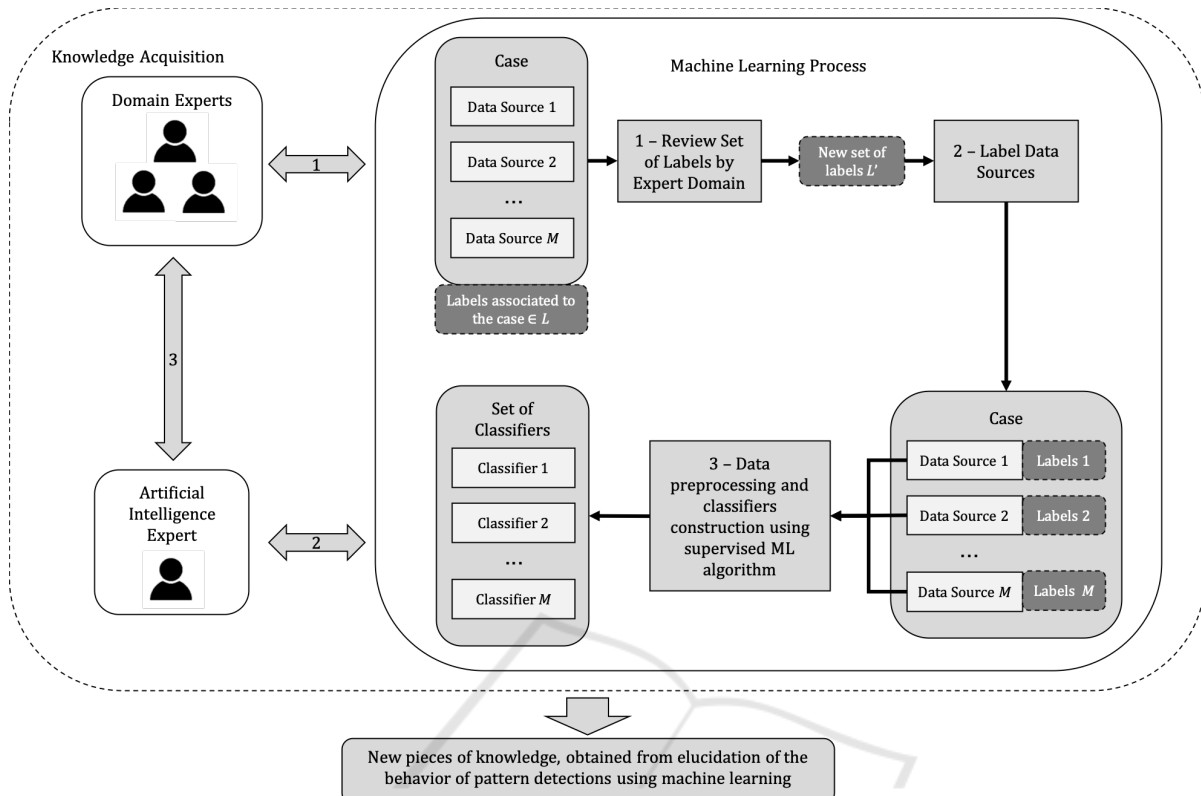 Knowledge Acquisition
Domain Experts
1
3
Artificial
Intelligence
Expert
2
Machine Learning Process
Case
Data Source 1
Data Source 2
...
Data Source M
Labels associated to
the case ∈ L
1 – Review Set
of Labels by
Expert Domain
New set of
labels L'
2 – Label Data
Sources
Case
Data Source 1 Labels 1
Data Source 2 Labels 2
...
Data Source M Labels M
3 – Data
preprocessing and
classifiers
construction using
supervised ML
algorithm
Set of
Classifiers
Classifier 1
Classifier 2
...
Classifier M
New pieces of knowledge, obtained from elucidation of the
behavior of pattern detections using machine learning